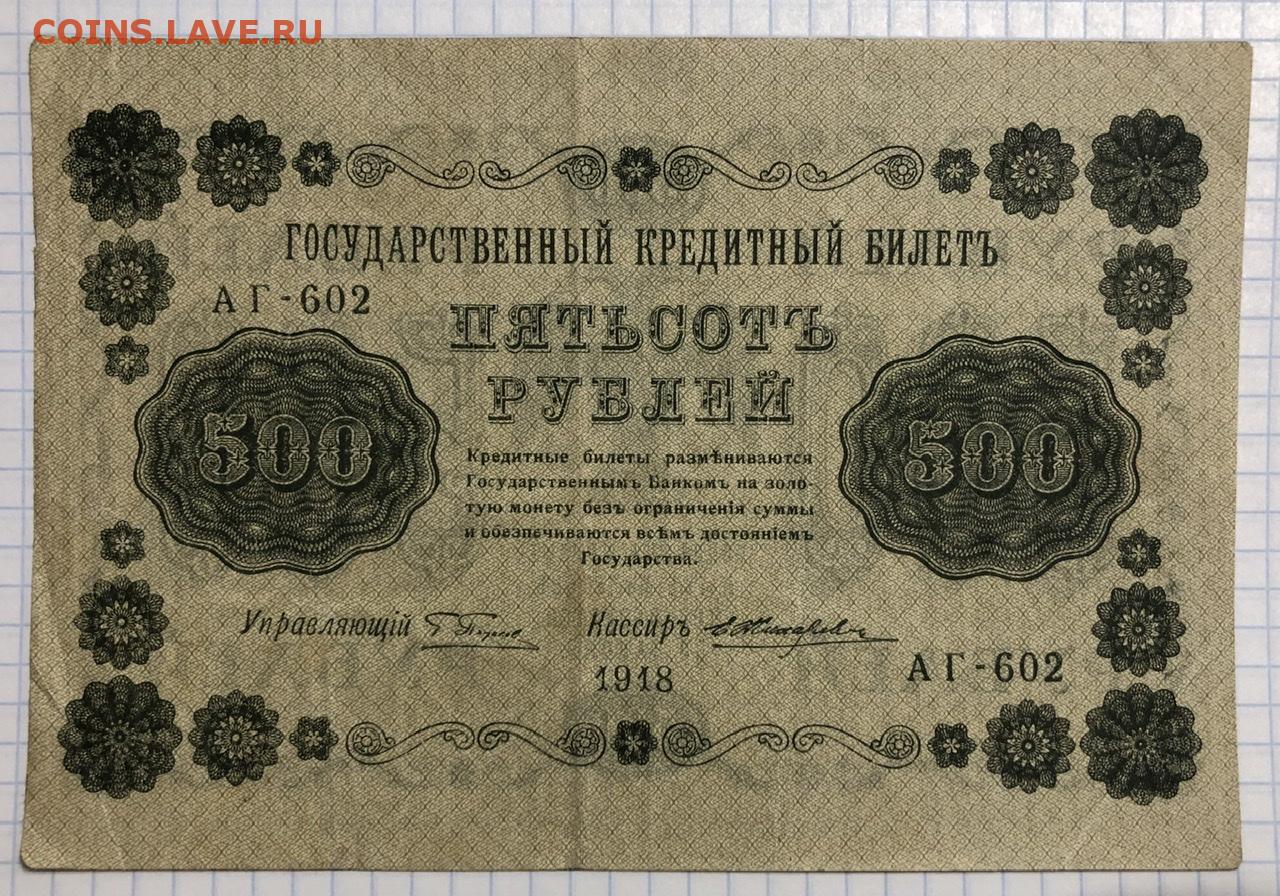 COINS.LAVE.RU
ГОСУДАРСТВЕННЫЙ КРЕДИТНЫЙ БИЛЕТЪ
АГ-602
ПЯТЬСОТЪ
РУБЛЕЙ
500
500
Кредитные билеты размѣниваются
Государственнымъ Банкомъ на золо-
тую монету безъ ограниченія суммы
и обезпечиваются всѣмъ достояніемъ
Государства.
Управляющій
Кассиръ
1918
АГ-602